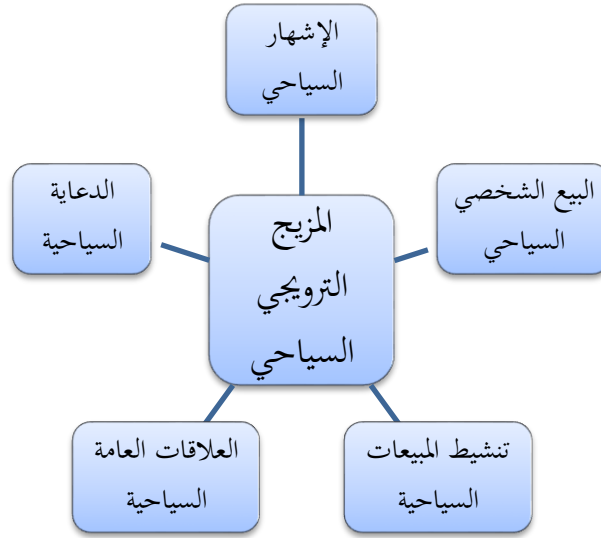 الإشهار
السياحي
البيع الشخصي
السياحي
الدعاية
السياحية
المزيج
الترويجي
السياحي
تنشيط المبيعات
السياحية
العلاقات العامة
السياحية